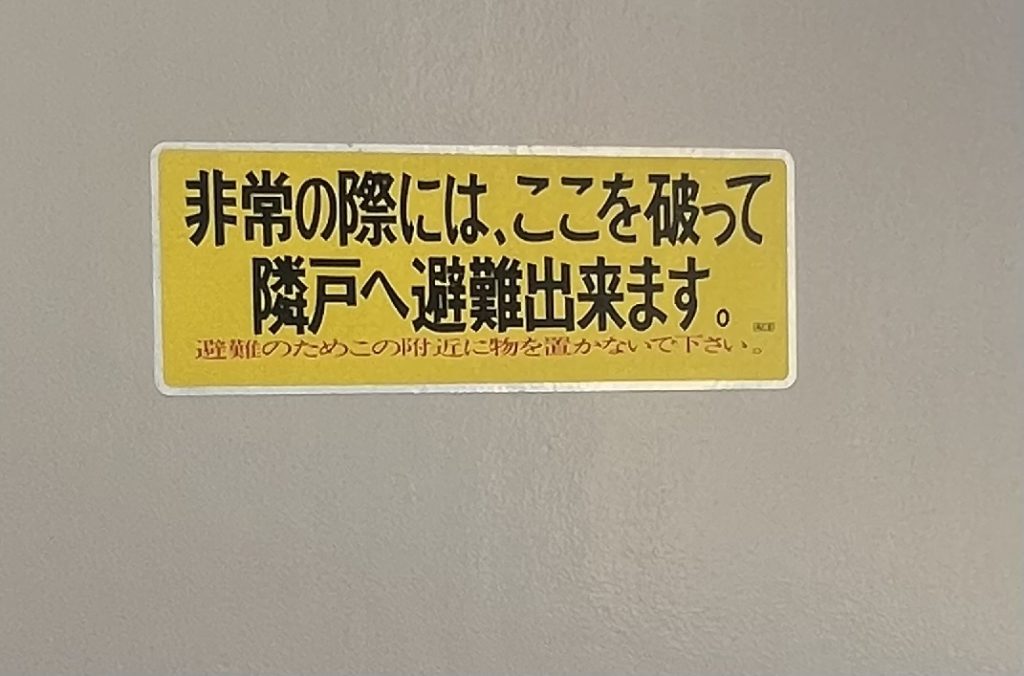 非常の際には、ここを破って
隣戸へ避難出来ます。
避難のためこの附近に物を置かないで下さい。